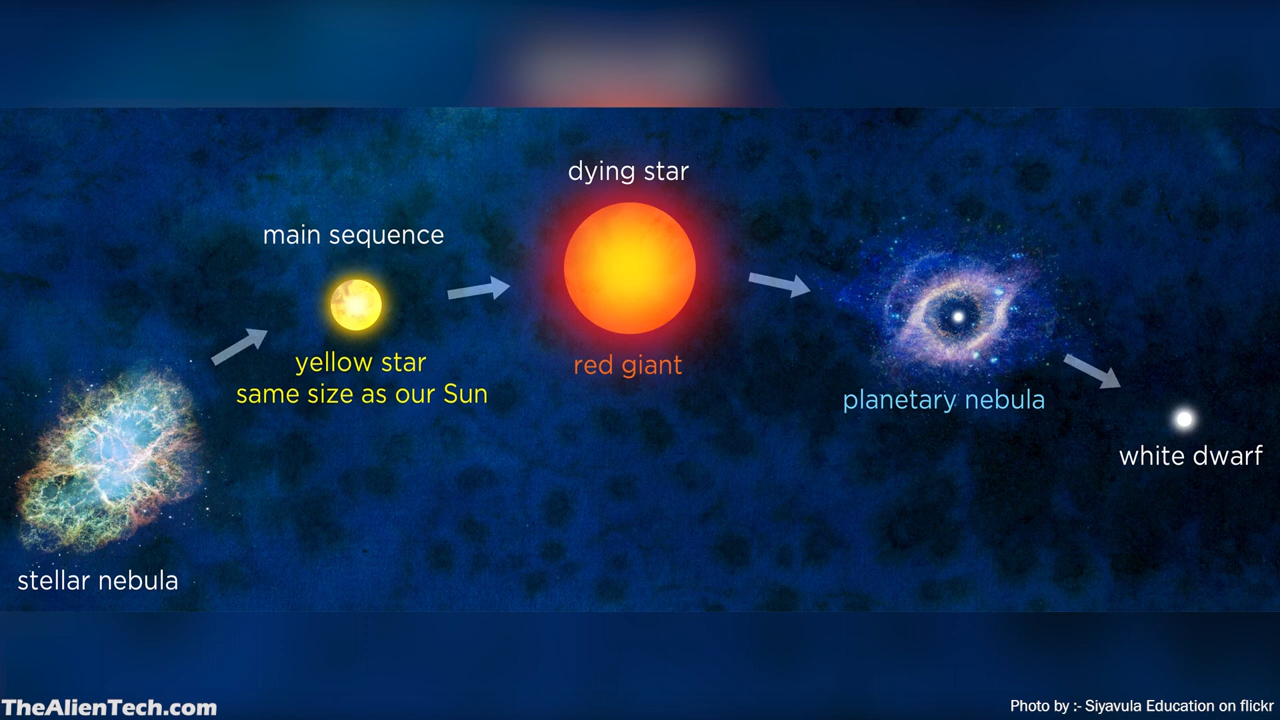 dying star
main sequence
yellow star
same size as our Sun
red giant
planetary nebula
white dwarf
stellar nebula
TheAlienTech.com
Photo by :- Siyavula Education on flickr